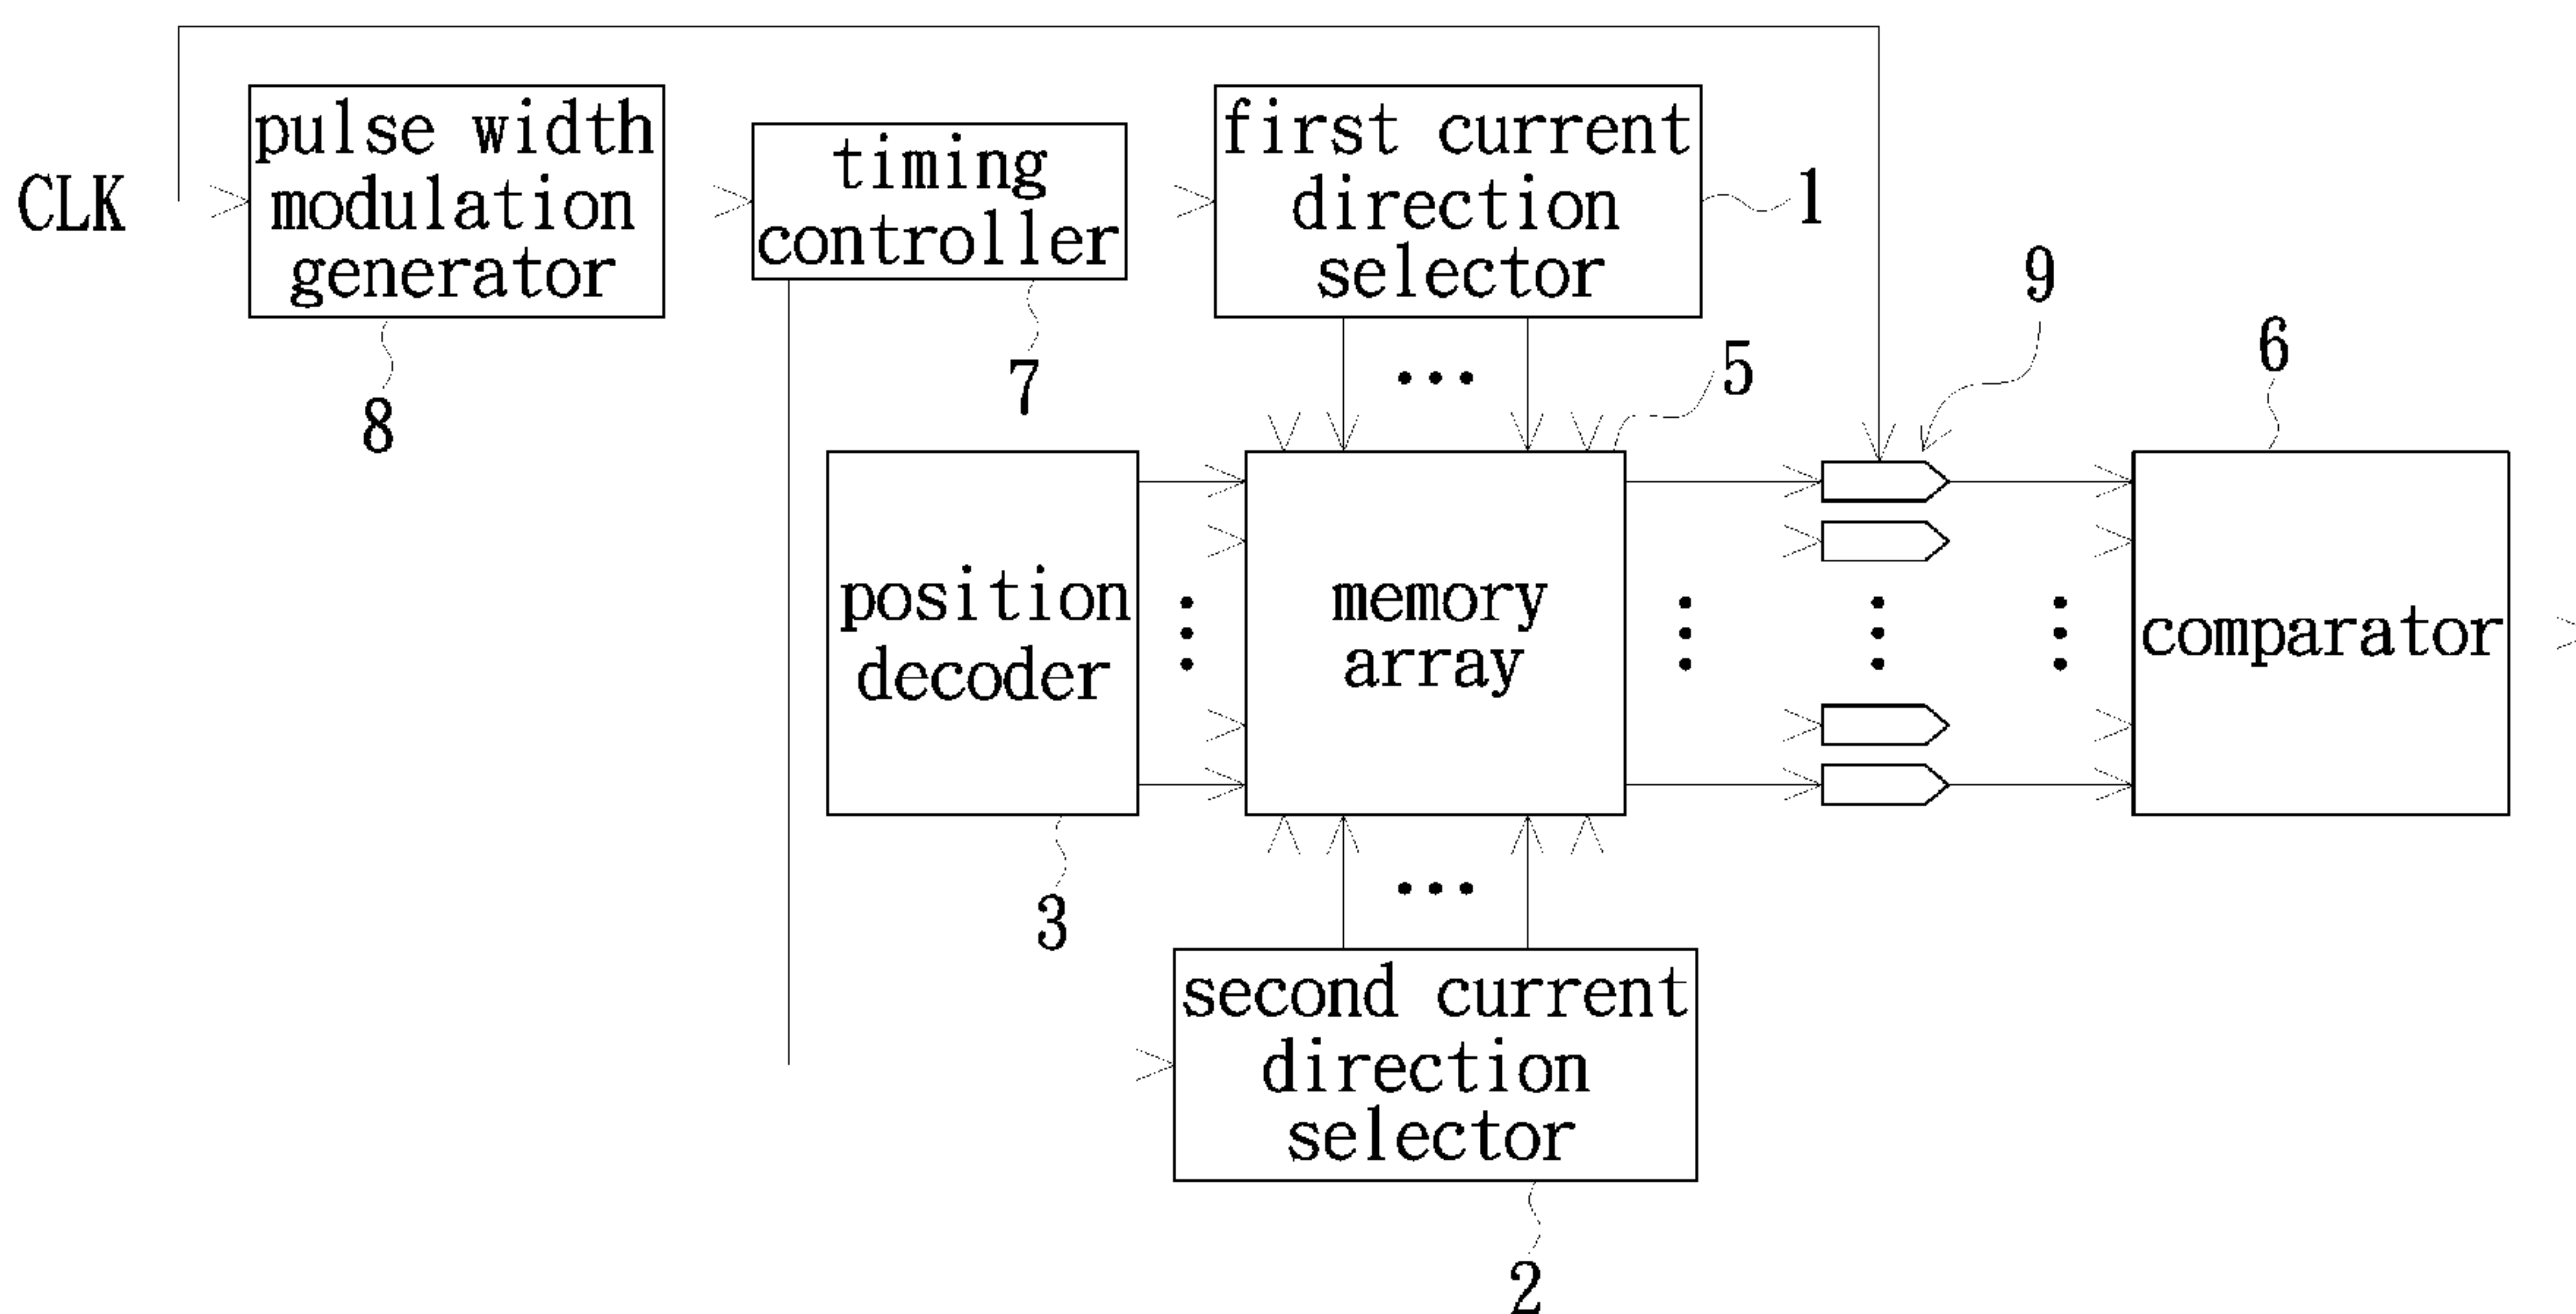 CLK
pulse width
modulation
generator
8
timing
controller
7
first current
direction
selector
1
9
5
6
position
decoder
3
memory
array
comparator
second current
direction
selector
2